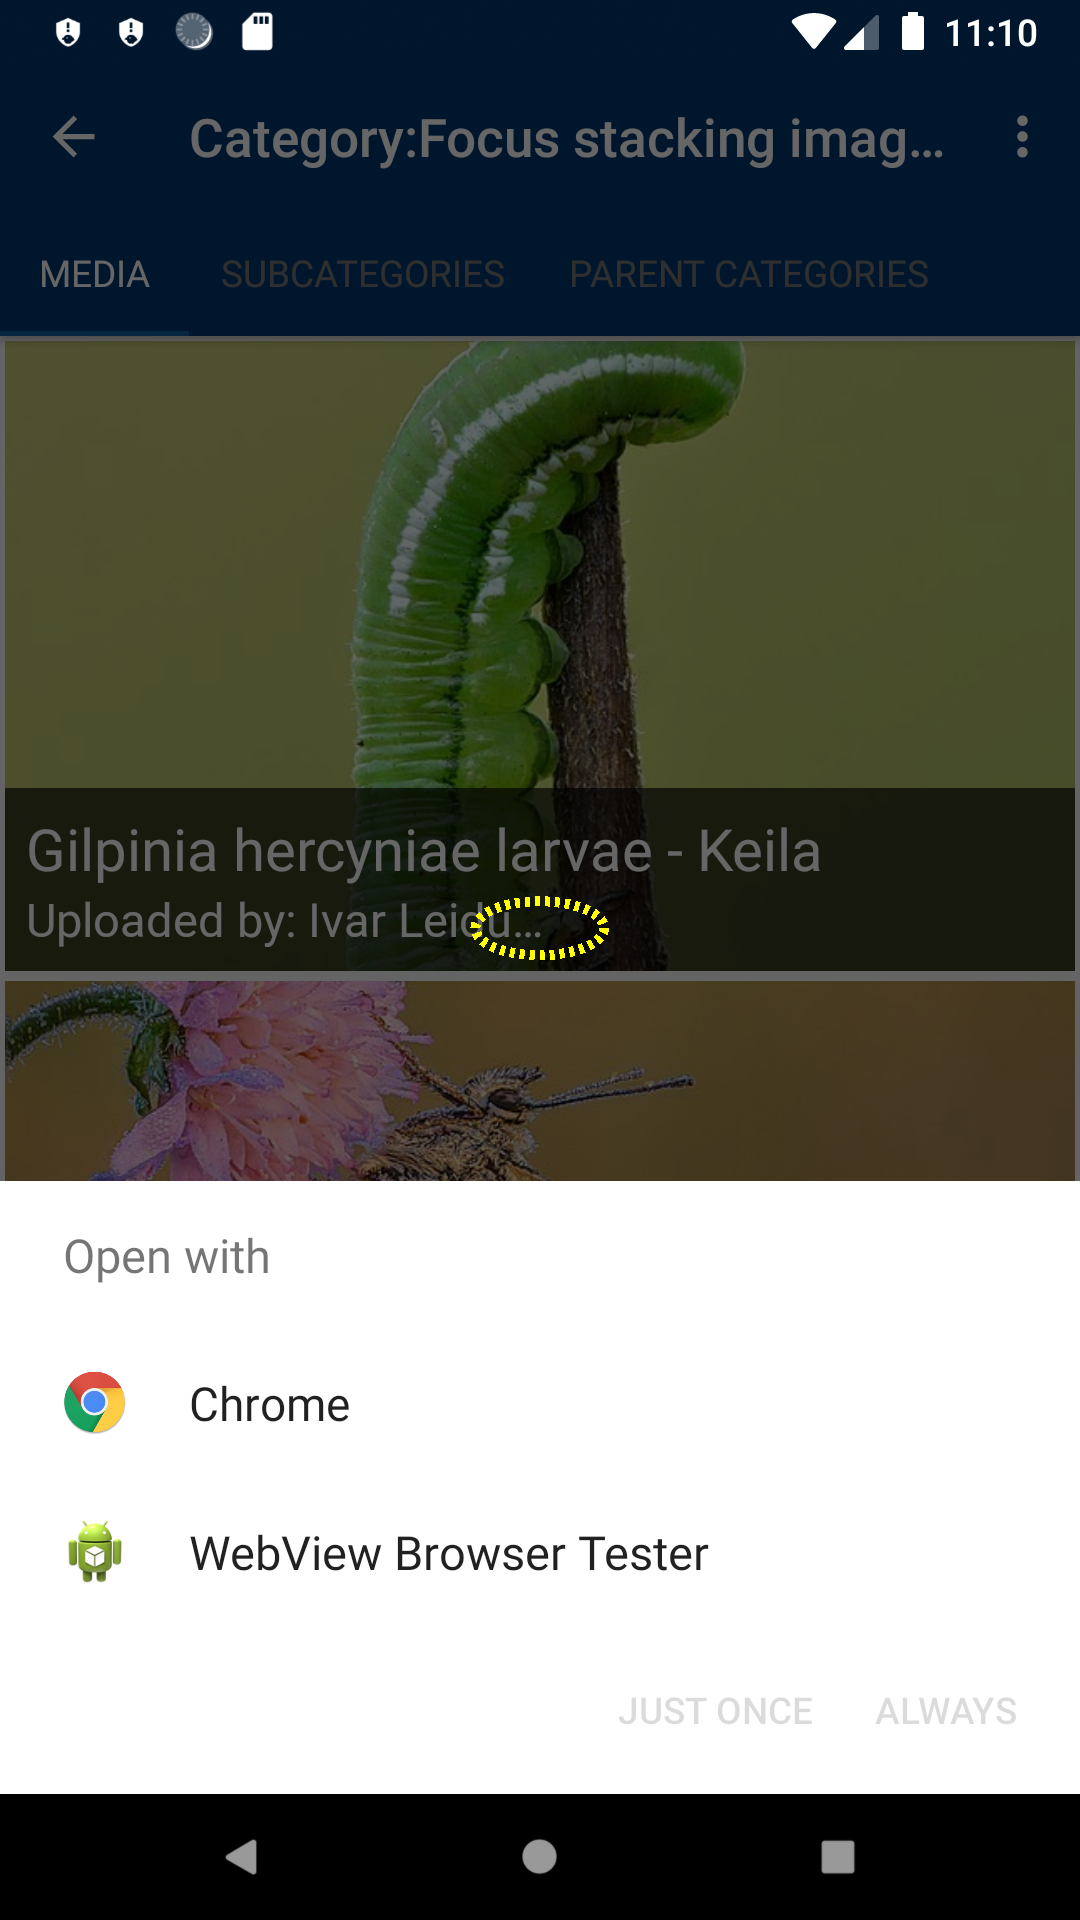 11:10
Category:Focus stacking imag…
MEDIA SUBCATEGORIES PARENT CATEGORIES
Gilpinia hercyniae larvae - Keila
Uploaded by: Ivar Leidu…
Open with
Chrome
WebView Browser Tester
JUST ONCE ALWAYS